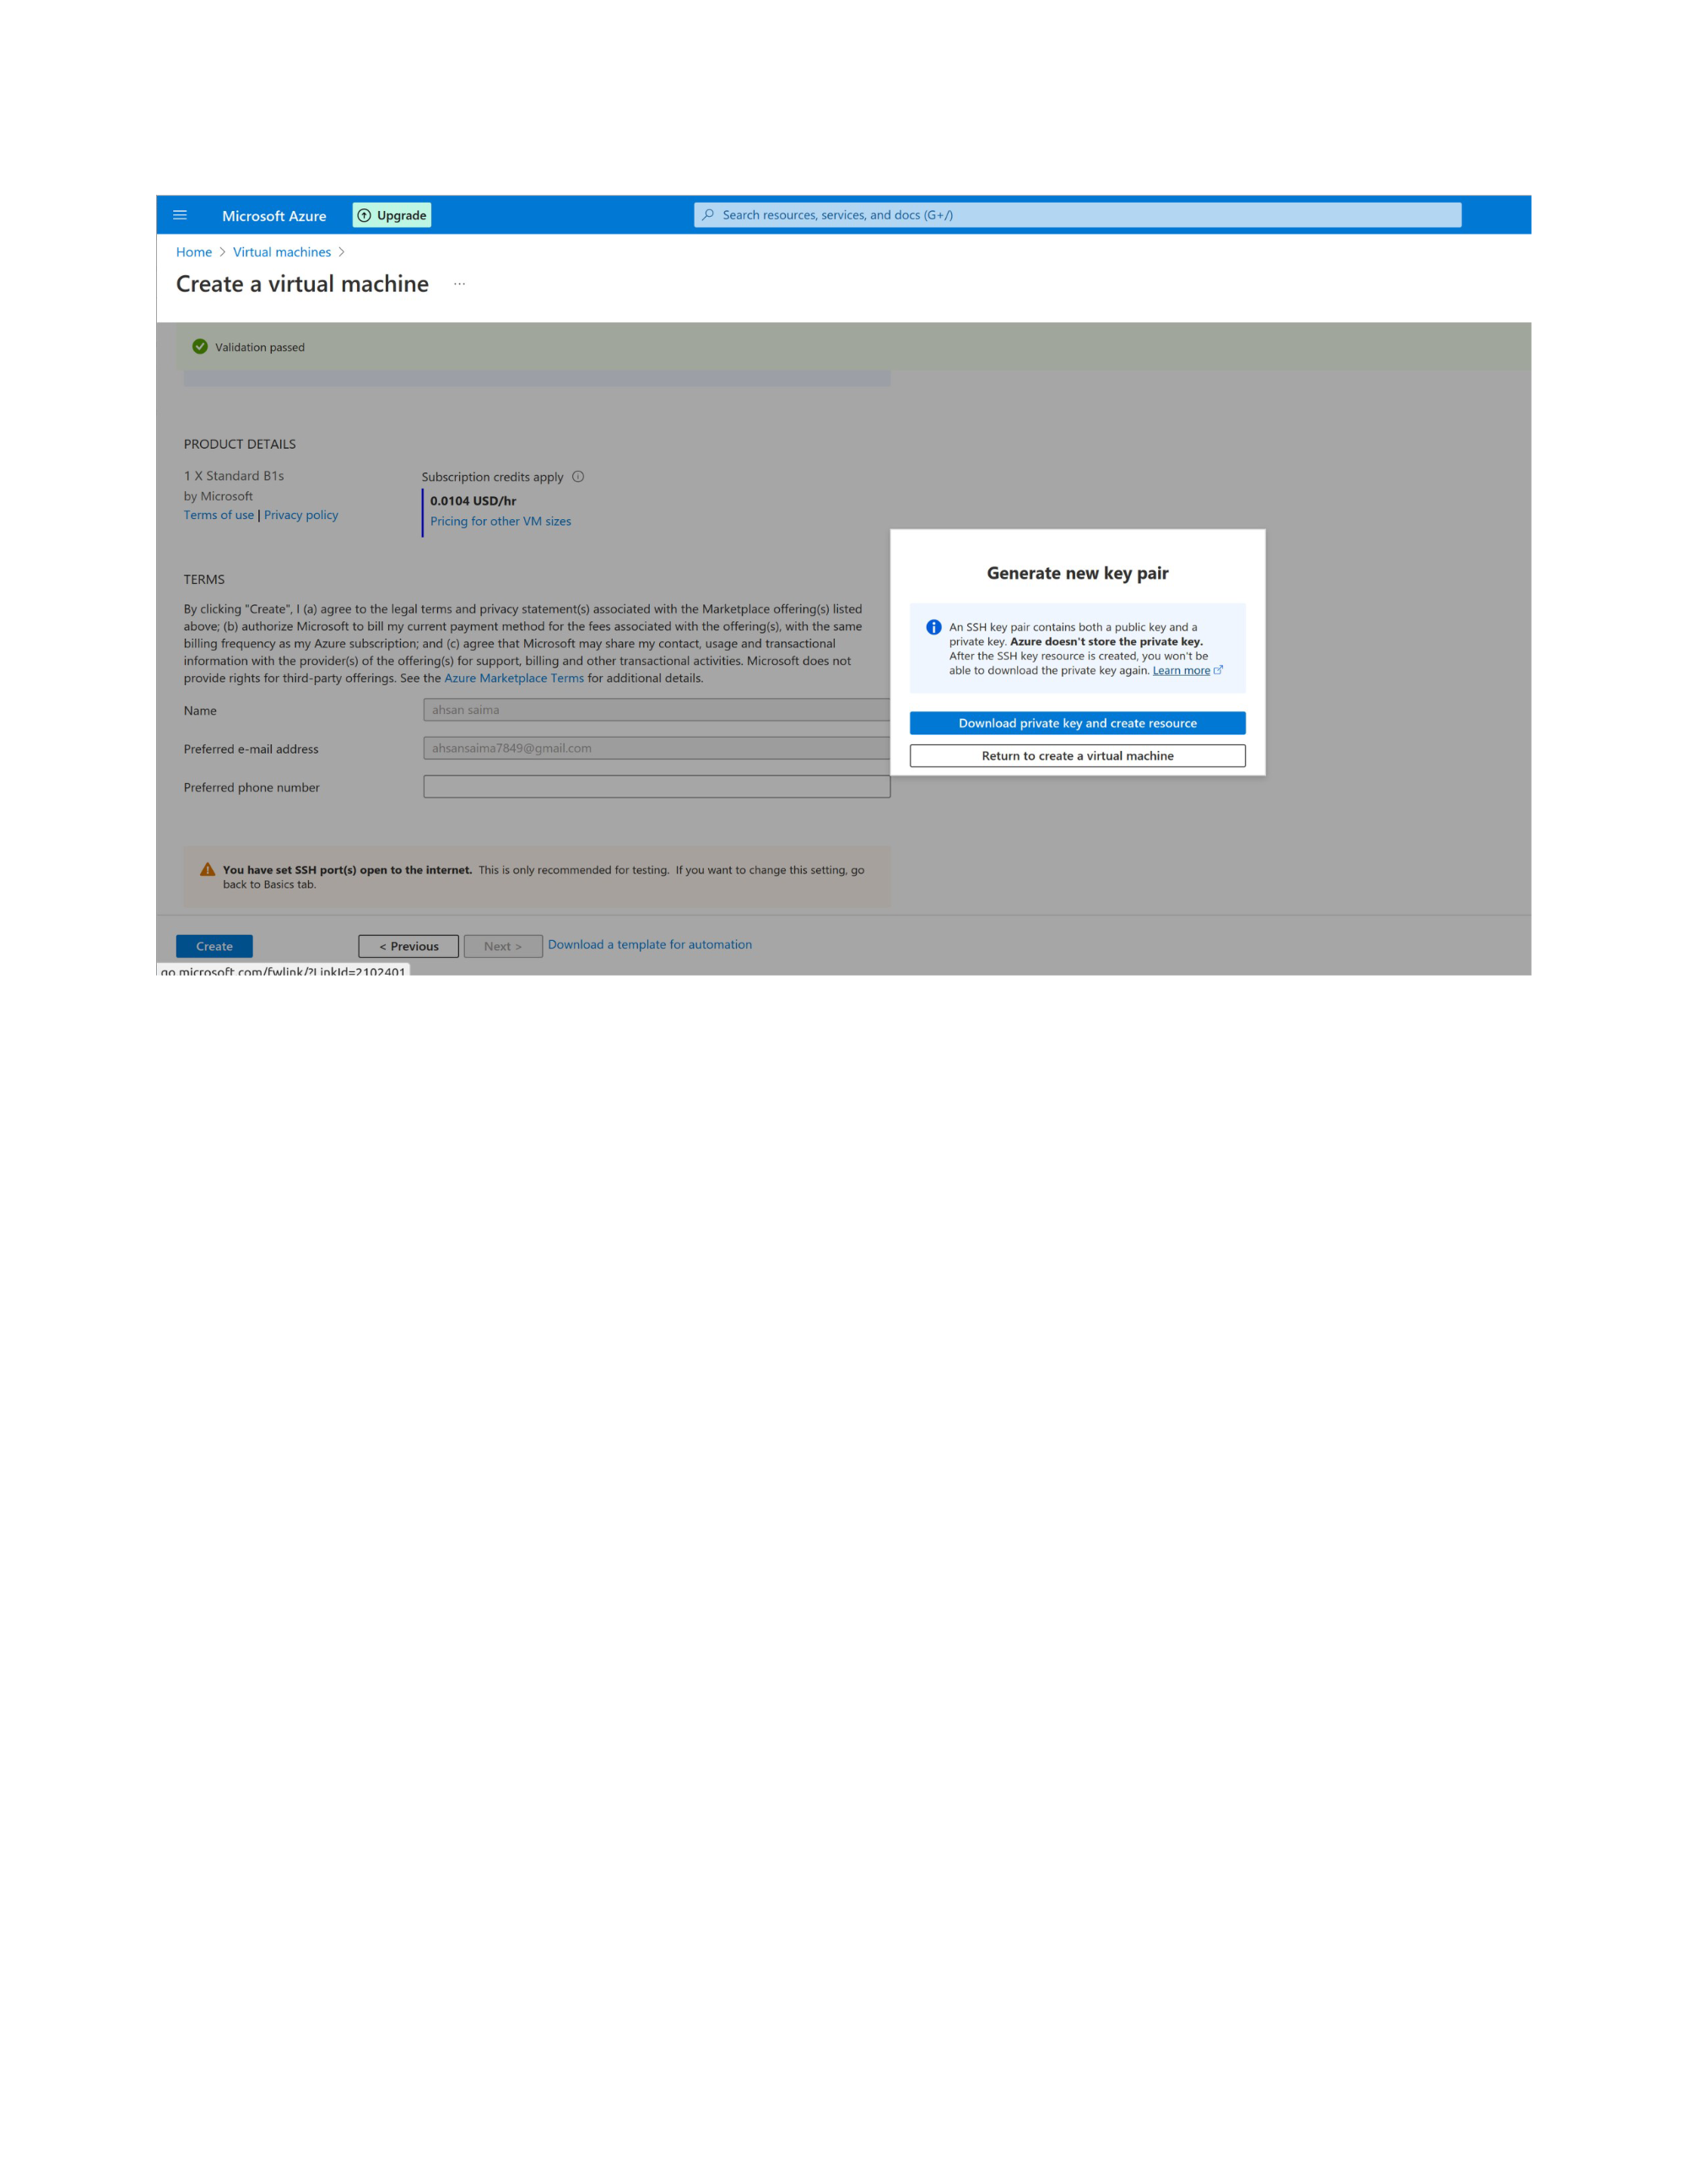 Microsoft Azure
Upgrade
Search resources, services, and docs (G+/)
Home > Virtual machines >
Create a virtual machine ...
Validation passed
PRODUCT DETAILS
1 X Standard B1s
by Microsoft
Terms of use | Privacy policy
Subscription credits apply
0.0104 USD/hr
Pricing for other VM sizes
TERMS
By clicking "Create", I (a) agree to the legal terms and privacy statement(s) associated with the Marketplace offering(s) listed
above; (b) authorize Microsoft to bill my current payment method for the fees associated with the offering(s), with the same
billing frequency as my Azure subscription; and (c) agree that Microsoft may share my contact, usage and transactional
information with the provider(s) of the offering(s) for support, billing and other transactional activities. Microsoft does not
provide rights for third-party offerings. See the Azure Marketplace Terms for additional details.
Name
ahsan saima
Preferred e-mail address
ahsansaima7849@gmail.com
Preferred phone number
You have set SSH port(s) open to the internet. This is only recommended for testing. If you want to change this setting, go
back to Basics tab.
Generate new key pair
An SSH key pair contains both a public key and a
private key. Azure doesn't store the private key.
After the SSH key resource is created, you won't be
able to download the private key again. Learn more
Download private key and create resource
Return to create a virtual machine
Create
< Previous
Next >
Download a template for automation
go.microsoft.com/fwlink/?LinkId=2102401